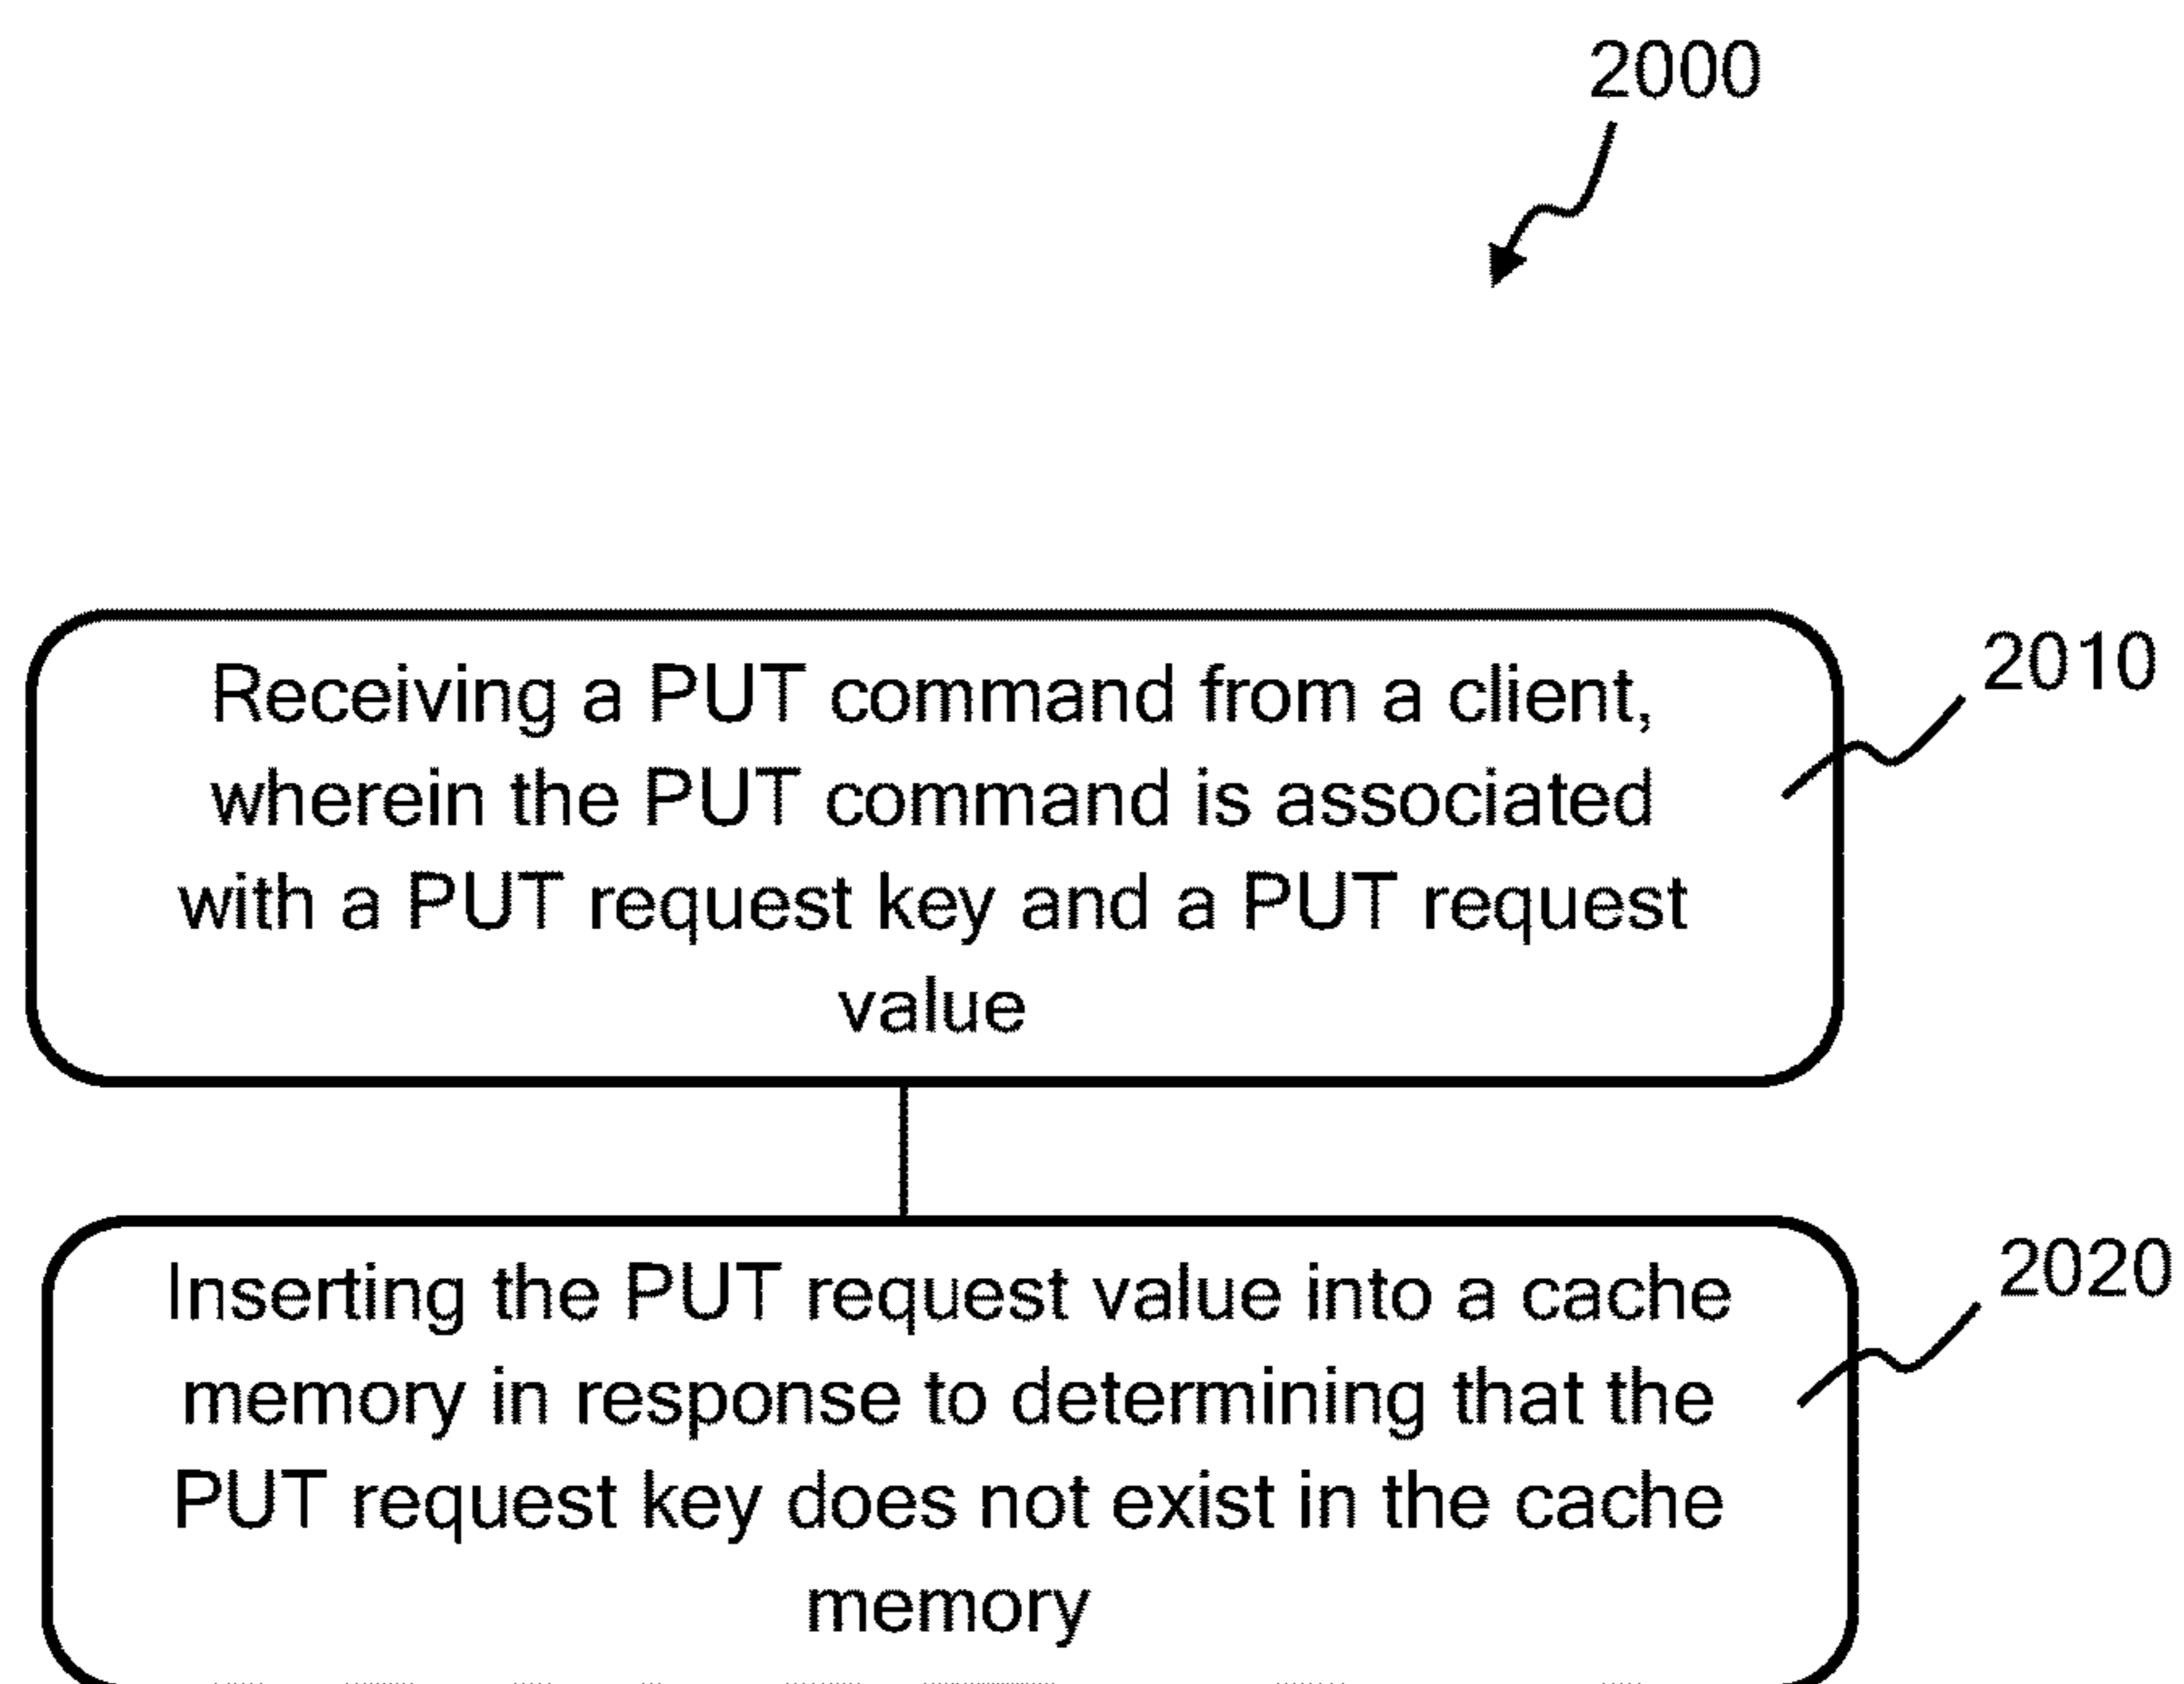 2000
Receiving a PUT command from a client,
wherein the PUT command is associated
with a PUT request key and a PUT request
value
2010
Inserting the PUT request value into a cache
memory in response to determining that the
PUT request key does not exist in the cache
memory
2020